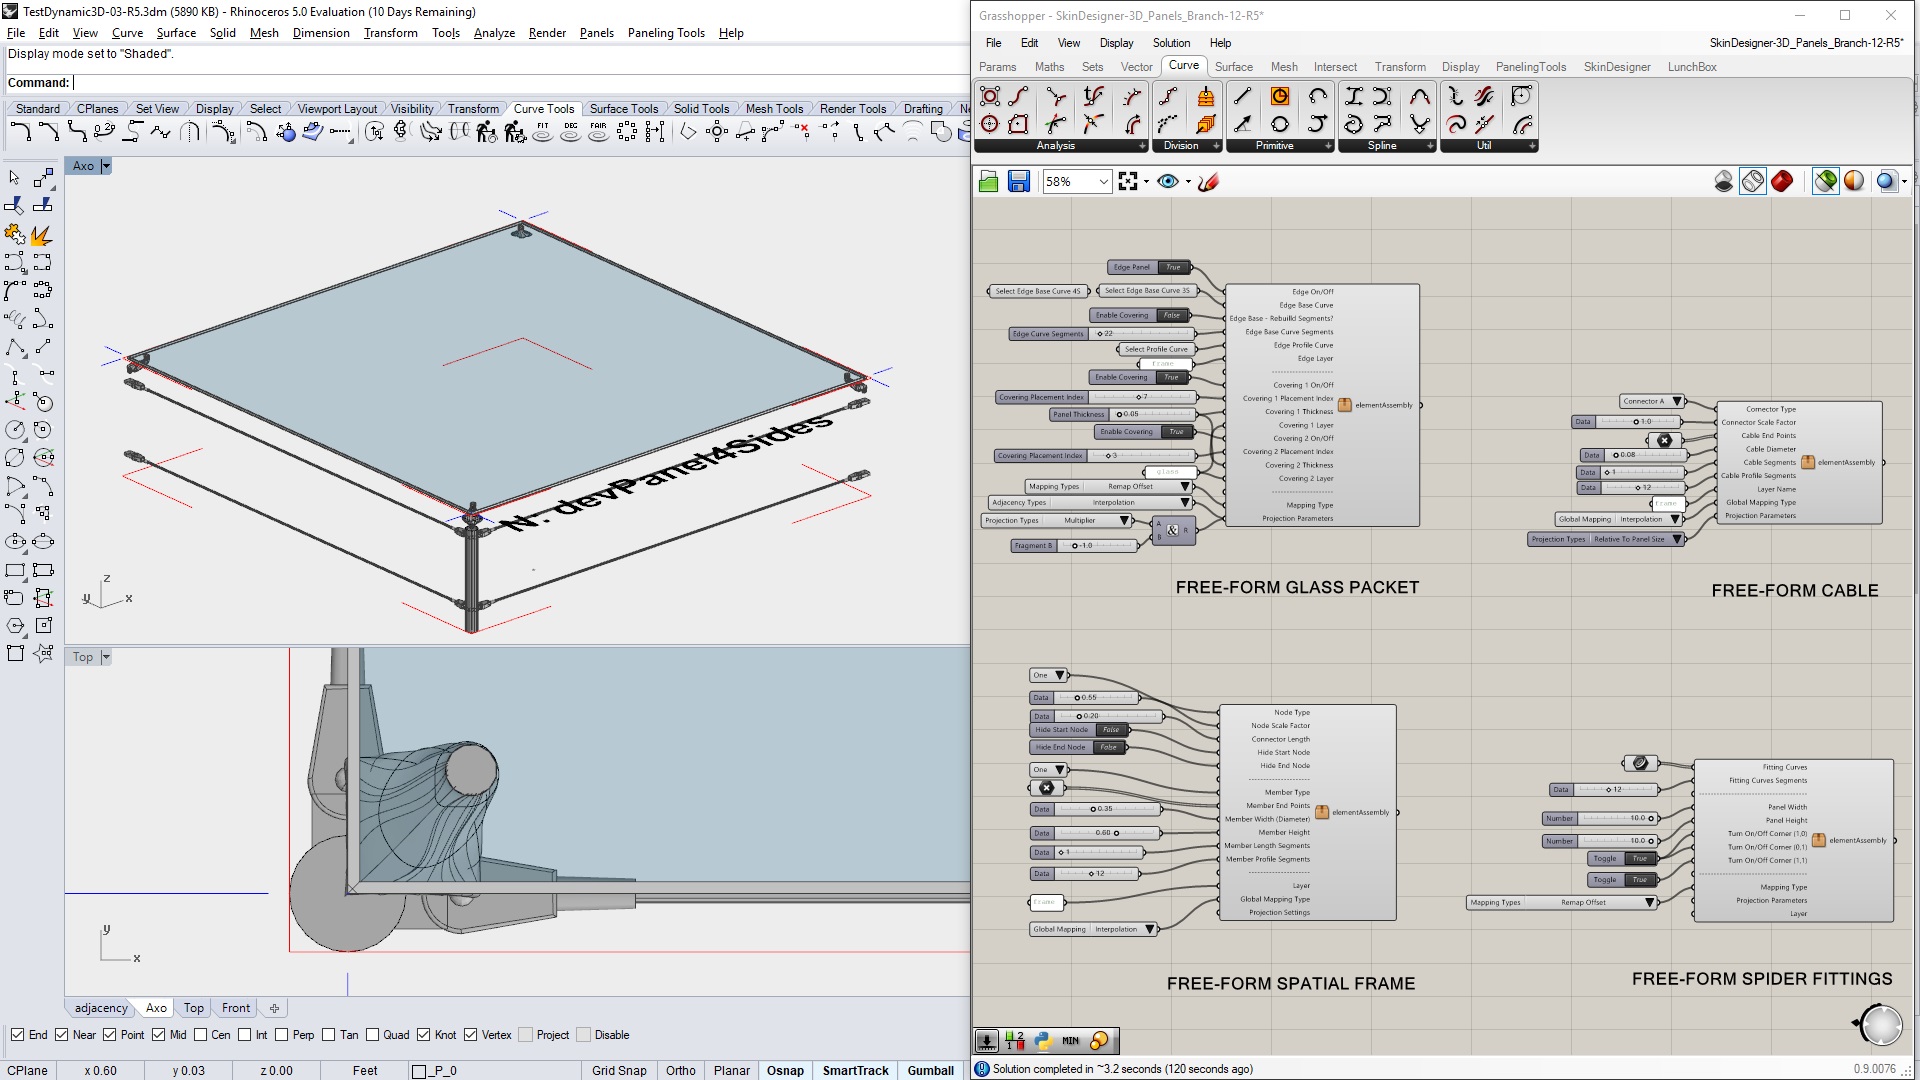 TestDynamic3D-03-R5.3dm (5890 KB) - Rhinoceros 5.0 Evaluation (10 Days Remaining)
File Edit View Curve Surface Solid Mesh Dimension Transform Tools Analyze Render Panels Paneling Tools Help
Display mode set to "Shaded".
Command:
Standard CPlanes Set View Display Select Viewport Layout Visibility Transform Curve Tools Surface Tools Solid Tools Mesh Tools Render Tools Drafting
FIT DEG FAIR
Axo
N: devPanel4Sides
z
y x
Top
y
x
adjacency Axo Top Front
End Near Point Mid Cen Int Perp Tan Quad Knot Vertex Project Disable
CPlane x 0.60 y 0.03 z 0.00 Feet _P_0 Grid Snap Ortho Planar Osnap SmartTrack Gumball
Grasshopper - SkinDesigner-3D_Panels_Branch-12-R5*
File Edit View Display Solution Help SkinDesigner-3D_Panels_Branch-12-R5*
Params Maths Sets Vector Curve Surface Mesh Intersect Transform Display PanelingTools SkinDesigner LunchBox
Analysis Division Primitive Spline Util
58%
Edge Panel True
Select Edge Base Curve 4S Select Edge Base Curve 3S
Enable Covering False
Edge Curve Segments 22
Select Profile Curve
frame
Enable Covering True
Covering Placement Index 7
Panel Thickness 0.05
Enable Covering True
Covering Placement Index 3
glass
Mapping Types Remap Offset
Adjacency Types Interpolation
Projection Types Multiplier
Fragment B -1.0
A
B
&
R
Edge On/Off
Edge Base Curve
Edge Base - Rebuild Segments?
Edge Base Curve Segments
Edge Profile Curve
Edge Layer
Covering 1 On/Off
Covering 1 Placement Index
Covering 1 Thickness
Covering 1 Layer
Covering 2 On/Off
Covering 2 Placement Index
Covering 2 Thickness
Covering 2 Layer
Mapping Type
Projection Parameters
elementAssembly
FREE-FORM GLASS PACKET
Connector A
Data 1.0
Data 0.08
Data 1
Data 12
frame
Global Mapping Interpolation
Projection Types Relative To Panel Size
Connector Type
Connector Scale Factor
Cable End Points
Cable Diameter
Cable Segments
Cable Profile Segments
Layer Name
Global Mapping Type
Projection Parameters
elementAssembly
FREE-FORM CABLE
One
Data 0.55
Data 0.20
Hide Start Node False
Hide End Node False
One
Data 0.35
Data 0.60
Data 1
Data 12
frame
Global Mapping Interpolation
Node Type
Node Scale Factor
Connector Length
Hide Start Node
Hide End Node
Member Type
Member End Points
Member Width (Diameter)
Member Height
Member Length Segments
Member Profile Segments
Layer
Global Mapping Type
Projection Settings
elementAssembly
FREE-FORM SPATIAL FRAME
Data 12
Number 10.0
Number 10.0
Toggle True
Toggle True
Mapping Types Remap Offset
Fitting Curves
Fitting Curves Segments
Panel Width
Panel Height
Turn On/Off Corner (1,0)
Turn On/Off Corner (0,1)
Turn On/Off Corner (1,1)
Mapping Type
Projection Parameters
Layer
elementAssembly
FREE-FORM SPIDER FITTINGS
1 2
1
MIN
Solution completed in ~3.2 seconds (120 seconds ago) 0.9.0076